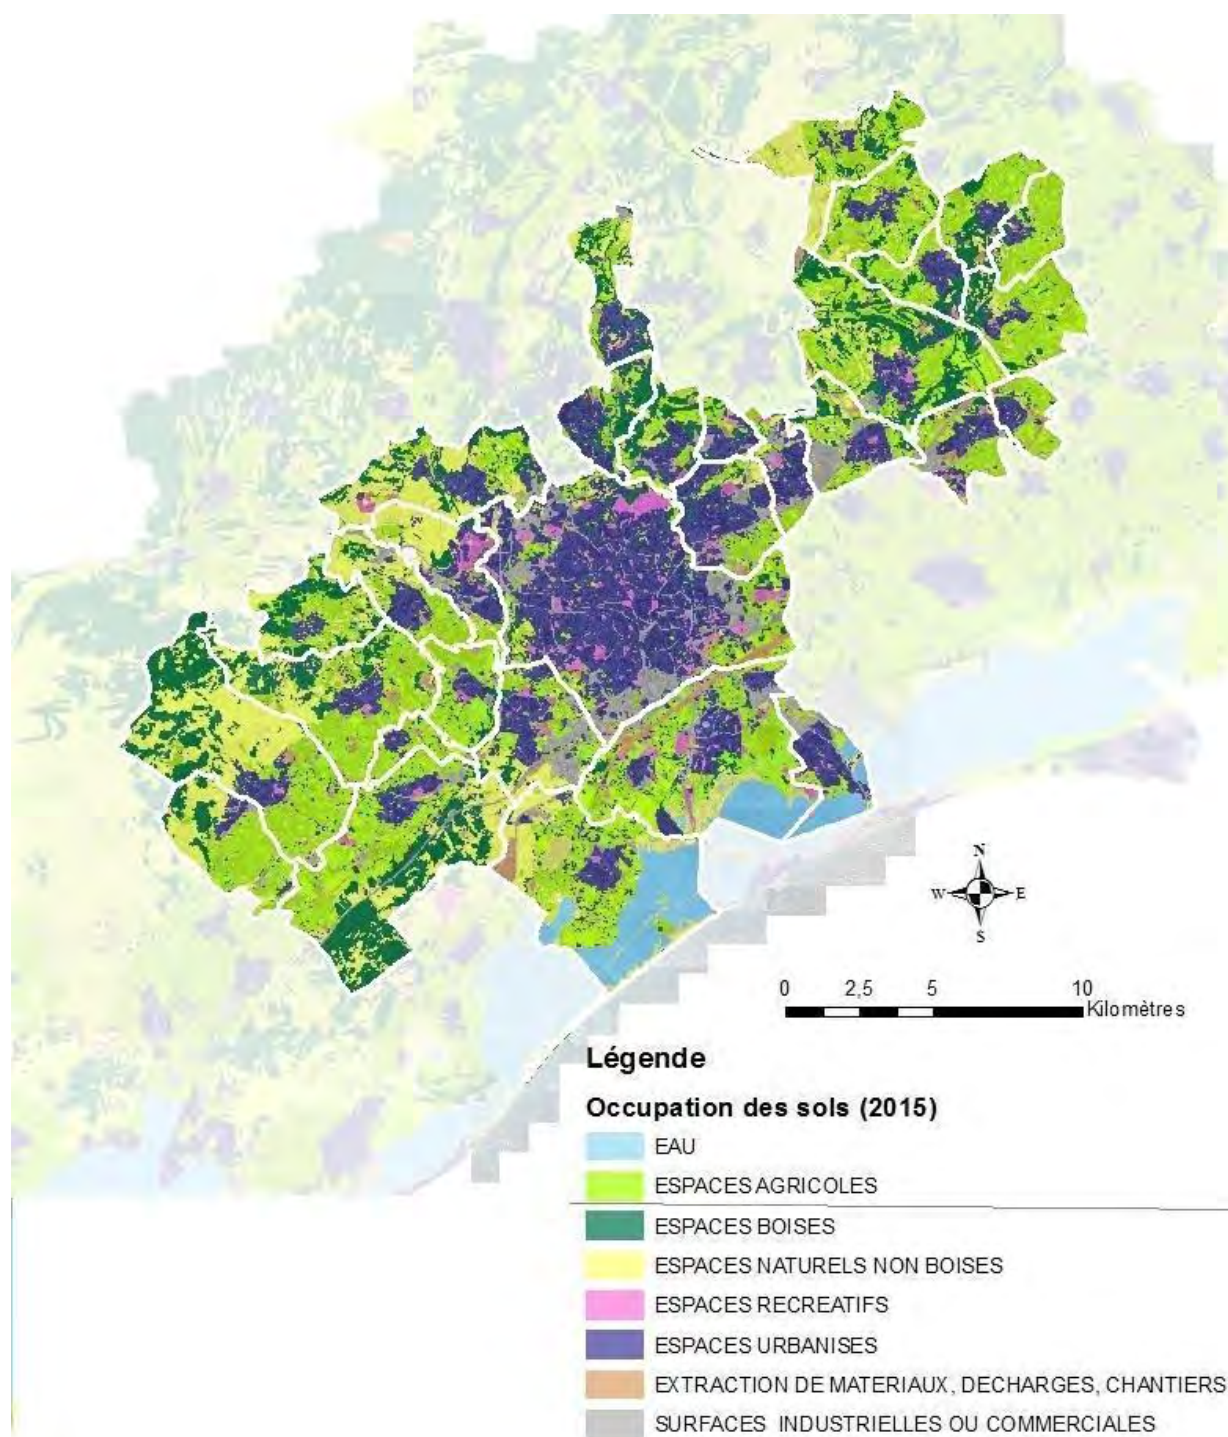 N
W E
S
0 2,5 5 10
Kilomètres
Légende
Occupation des sols (2015)
EAU
ESPACES AGRICOLES
ESPACES BOISES
ESPACES NATURELS NON BOISES
ESPACES RECREATIFS
ESPACES URBANISES
EXTRACTION DE MATERIAUX, DECHARGES, CHANTIERS
SURFACES INDUSTRIELLES OU COMMERCIALES